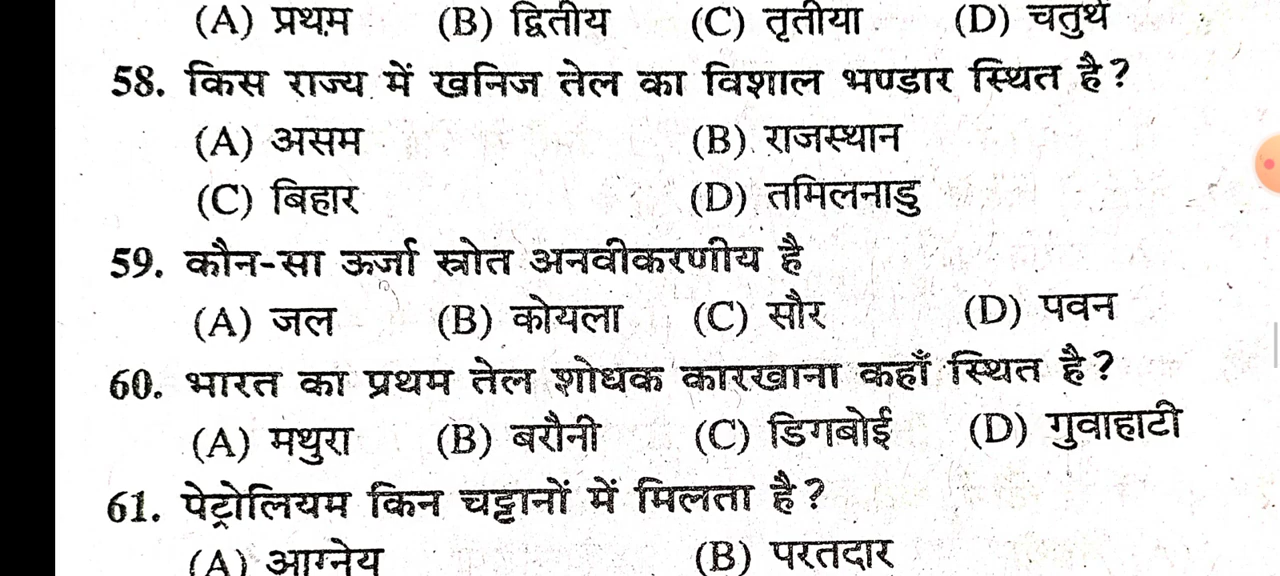 (A) प्रथम (B) द्वितीय (C) तृतीया (D) चतुर्थ
58. किस राज्य में खनिज तेल का विशाल भण्डार स्थित है?
(A) असम (B) राजस्थान
(C) बिहार (D) तमिलनाडु
59. कौन-सा ऊर्जा स्रोत अनवीकरणीय है
(A) जल (B) कोयला (C) सौर (D) पवन
60. भारत का प्रथम तेल शोधक कारखाना कहाँ स्थित है?
(A) मथुरा (B) बरौनी (C) डिगबोई (D) गुवाहाटी
61. पेट्रोलियम किन चट्टानों में मिलता है?
(A) आग्नेय (B) परतदार